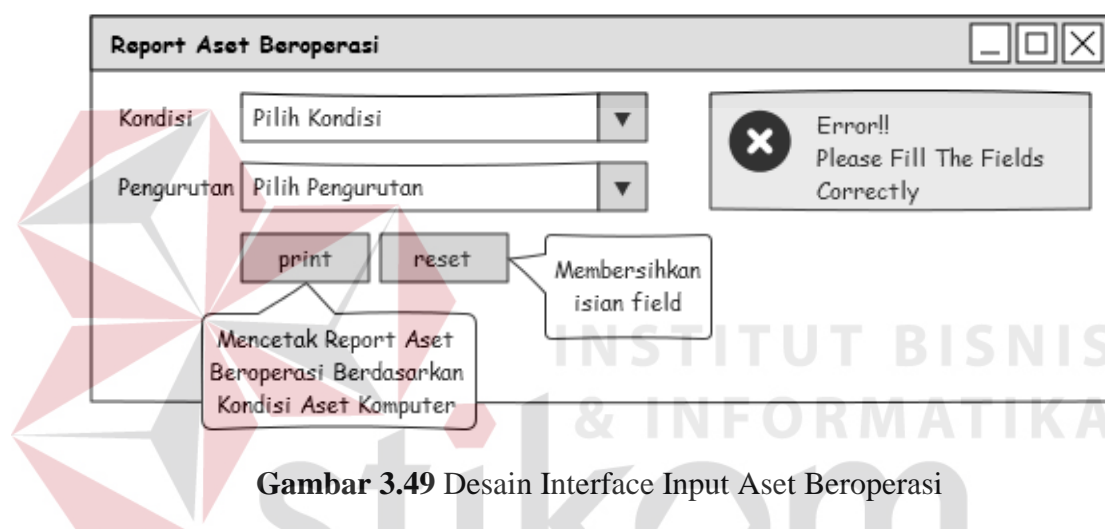 Report Aset Beroperasi
Kondisi
Pilih Kondisi
Error!!
Please Fill The Fields
Correctly
Pengurutan
Pilih Pengurutan
print
reset
Membersihkan
isian field
Mencetak Report Aset
Beroperasi Berdasarkan
Kondisi Aset Komputer
INSTITUT BISNIS
& INFORMATIKA
stikom
Gambar 3.49 Desain Interface Input Aset Beroperasi